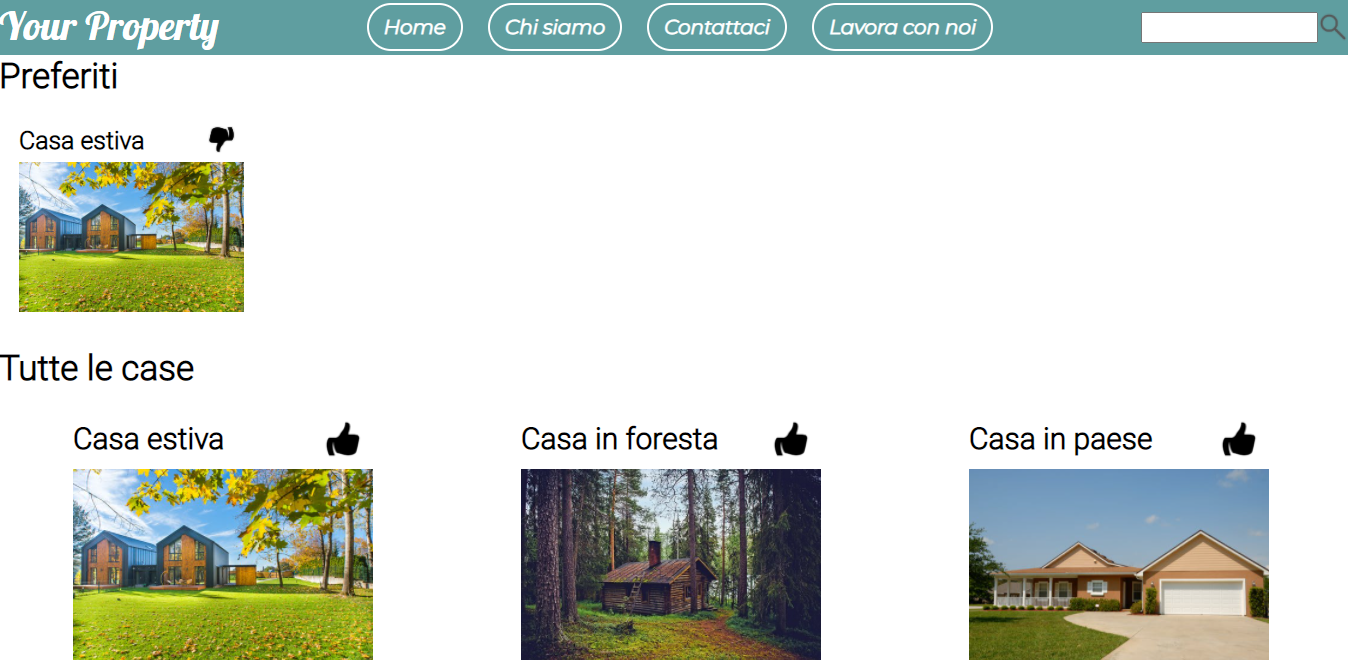 Your Property
Home
Chi siamo
Contattaci
Lavora con noi
Preferiti
Casa estiva
Tutte le case
Casa estiva
Casa in foresta
Casa in paese